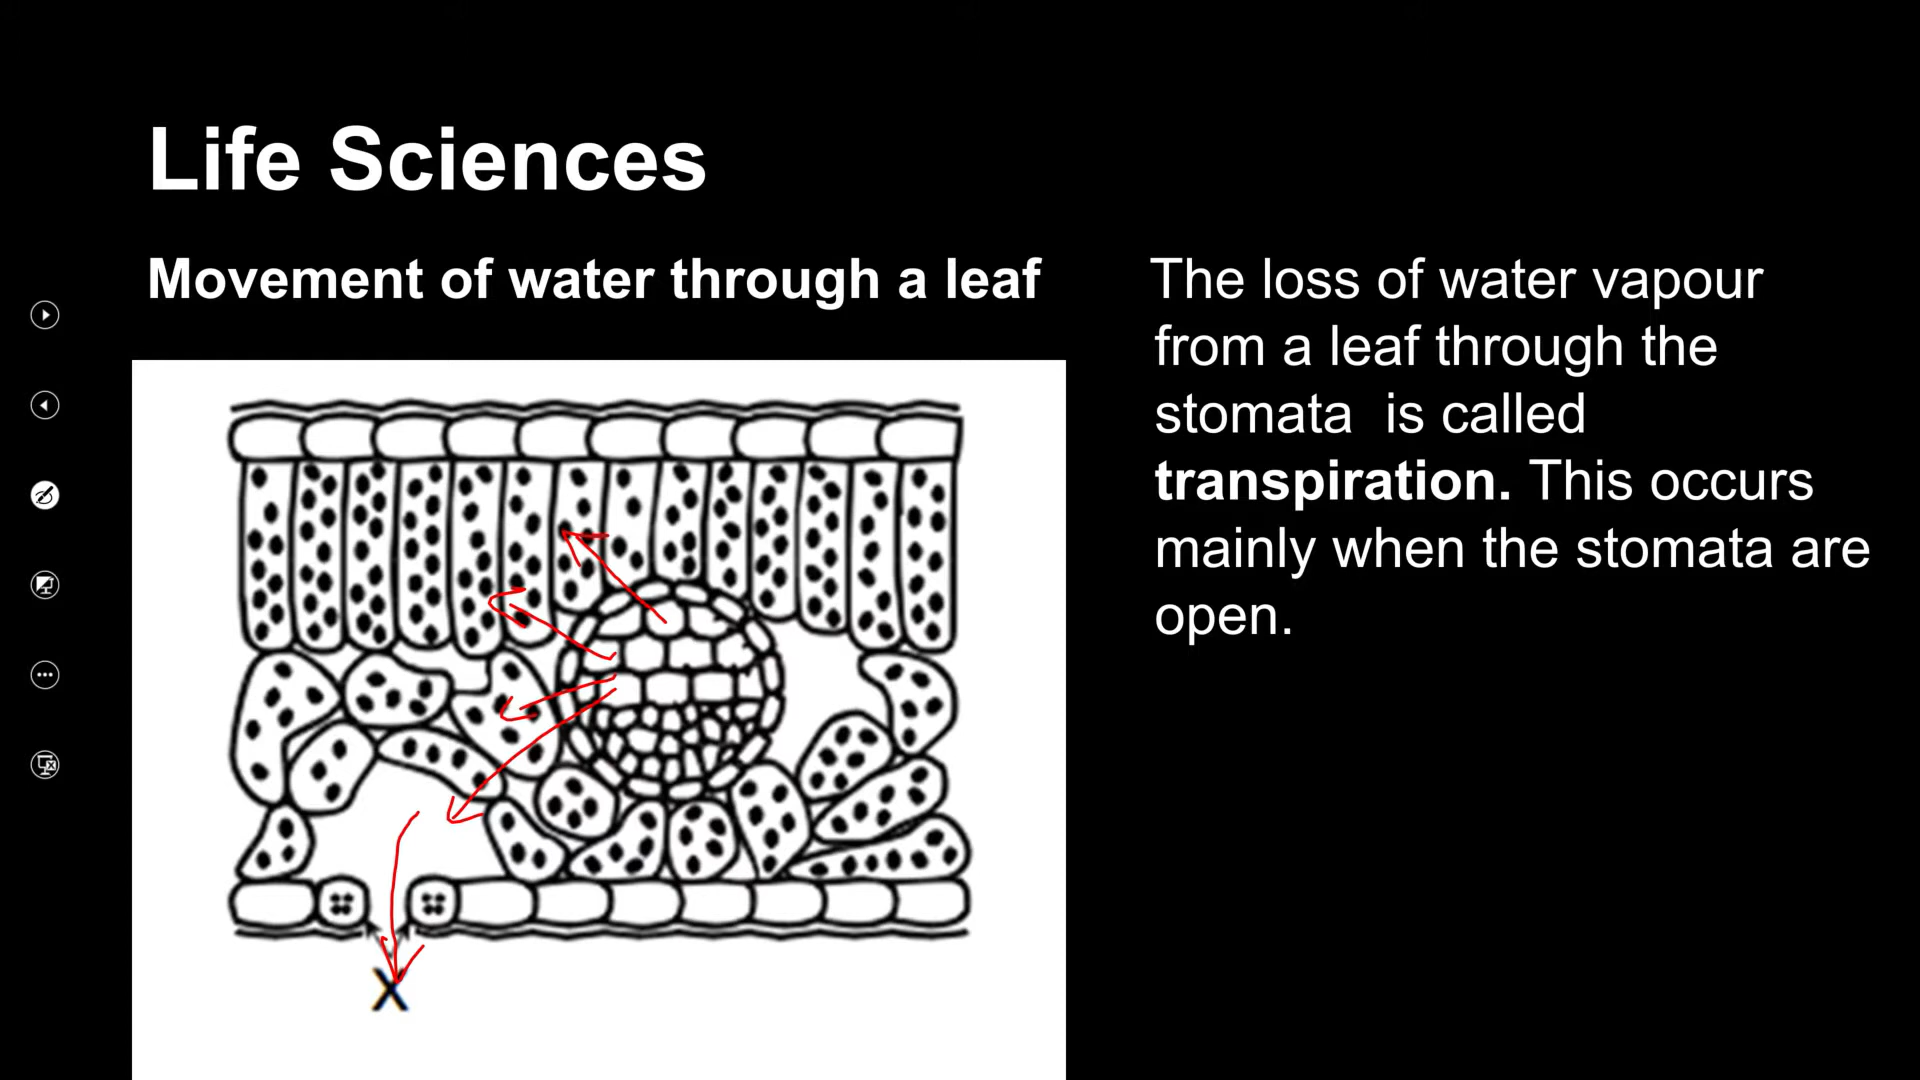 Life Sciences
Movement of water through a leaf
The loss of water vapour
from a leaf through the
stomata  is called
transpiration. This occurs
mainly when the stomata are
open.
X